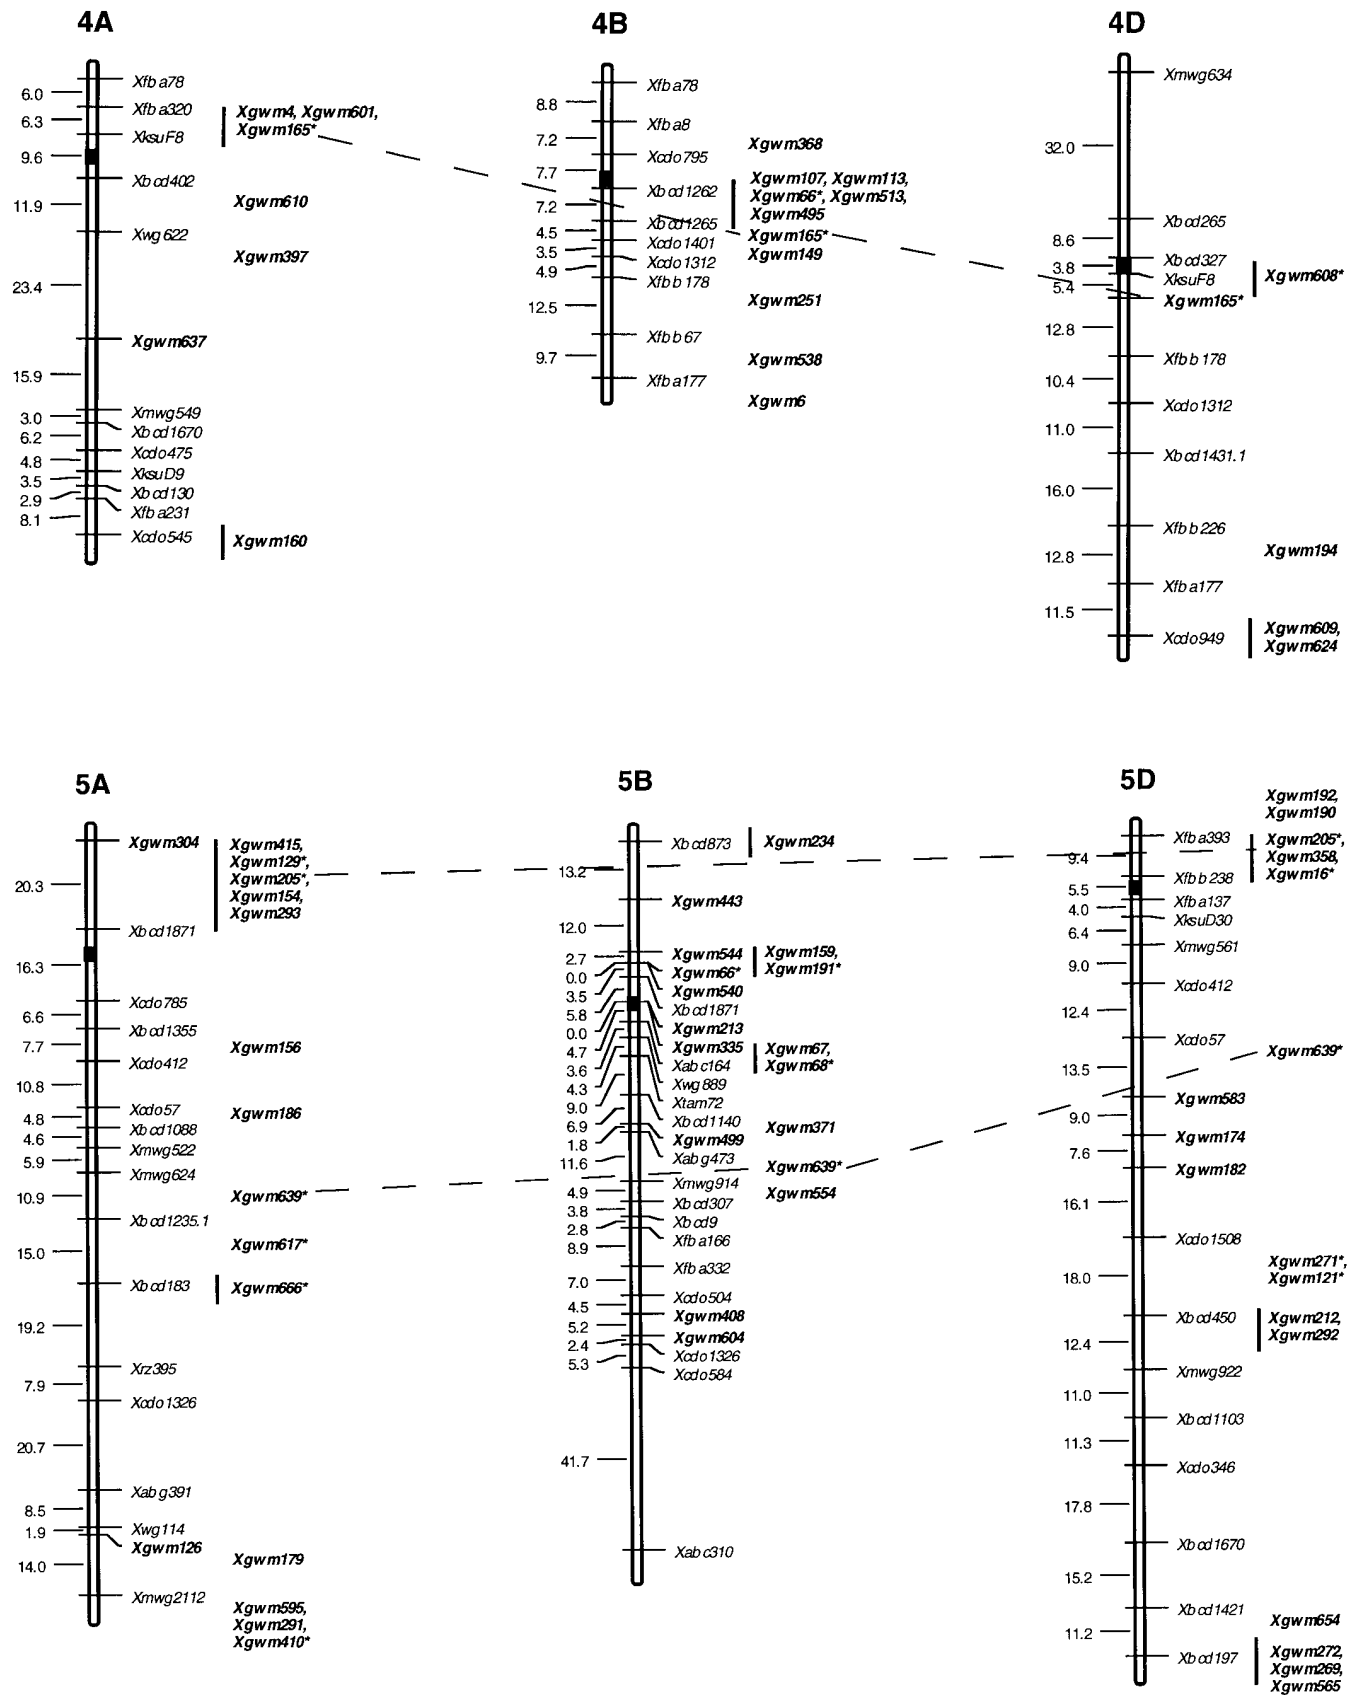 4A
6.0
6.3
9.6
11.9
23.4
15.9
3.0
6.2
4.8
3.5
2.9
8.1
Xfba78
Xfba320
XksuF8
Xbcd402
Xwg622
Xgwm637
Xmwg549
Xbcd1670
Xcdo475
XksuD9
Xbcd130
Xfba231
Xcdo545
Xgwm4, Xgwm601,
Xgwm165*
Xgwm610
Xgwm397
Xgwm160
4B
8.8
7.2
7.7
7.2
4.5
3.5
4.9
12.5
9.7
Xfba78
Xfba8
Xcdo795
Xbcd1262
Xbcd1265
Xcdo1401
Xcdo1312
Xfbb178
Xfbb67
Xfba177
Xgwm368
Xgwm107, Xgwm113,
Xgwm66*, Xgwm513,
Xgwm495
Xgwm165*
Xgwm149
Xgwm251
Xgwm538
Xgwm6
4D
32.0
8.6
3.8
5.4
12.8
10.4
11.0
16.0
12.8
11.5
Xmwg634
Xbcd265
Xbcd327
XksuF8
Xgwm165*
Xfbb178
Xcdo1312
Xbcd1431.1
Xfbb226
Xfba177
Xcdo949
Xgwm608*
Xgwm194
Xgwm609,
Xgwm624
5A
20.3
16.3
6.6
7.7
10.8
4.8
4.6
5.9
10.9
15.0
19.2
7.9
20.7
8.5
1.9
14.0
Xgwm304
Xbcd1871
Xcdo785
Xbcd1355
Xcdo412
Xcdo57
Xbcd1088
Xmwg522
Xmwg624
Xbcd1235.1
Xbcd183
Xrz395
Xcdo1326
Xabg391
Xwg114
Xgwm126
Xmwg2112
Xgwm415,
Xgwm129*,
Xgwm205*,
Xgwm154,
Xgwm293
Xgwm156
Xgwm186
Xgwm639*
Xgwm617*
Xgwm666*
Xgwm179
Xgwm595,
Xgwm291,
Xgwm410*
5B
13.2
12.0
2.7
0.0
3.5
5.8
0.0
4.7
3.6
4.3
9.0
6.9
1.8
11.6
4.9
3.8
2.8
8.9
7.0
4.5
5.2
2.4
5.3
41.7
Xbcd873
Xgwm443
Xgwm544
Xgwm66*
Xgwm540
Xbcd1871
Xgwm213
Xgwm335
Xabc164
Xwg889
Xtam72
Xbcd1140
Xgwm499
Xabg473
Xmwg914
Xbcd307
Xbcd9
Xfba166
Xfba332
Xcdo504
Xgwm408
Xgwm604
Xcdo1326
Xcdo584
Xabc310
Xgwm234
Xgwm159,
Xgwm191*
Xgwm67,
Xgwm68*
Xgwm371
Xgwm639*
Xgwm554
5D
9.4
5.5
4.0
6.4
9.0
12.4
13.5
9.0
7.6
16.1
18.0
12.4
11.0
11.3
17.8
15.2
11.2
Xfba393
Xfbb238
Xfba137
XksuD30
Xmwg561
Xcdo412
Xcdo57
Xgwm583
Xgwm174
Xgwm182
Xcdo1508
Xbcd450
Xmwg922
Xbcd1103
Xcdo346
Xbcd1670
Xbcd1421
Xbcd197
Xgwm192,
Xgwm190
Xgwm205*,
Xgwm358,
Xgwm16*
Xgwm639*
Xgwm271*,
Xgwm121*
Xgwm212,
Xgwm292
Xgwm654
Xgwm272,
Xgwm269,
Xgwm565